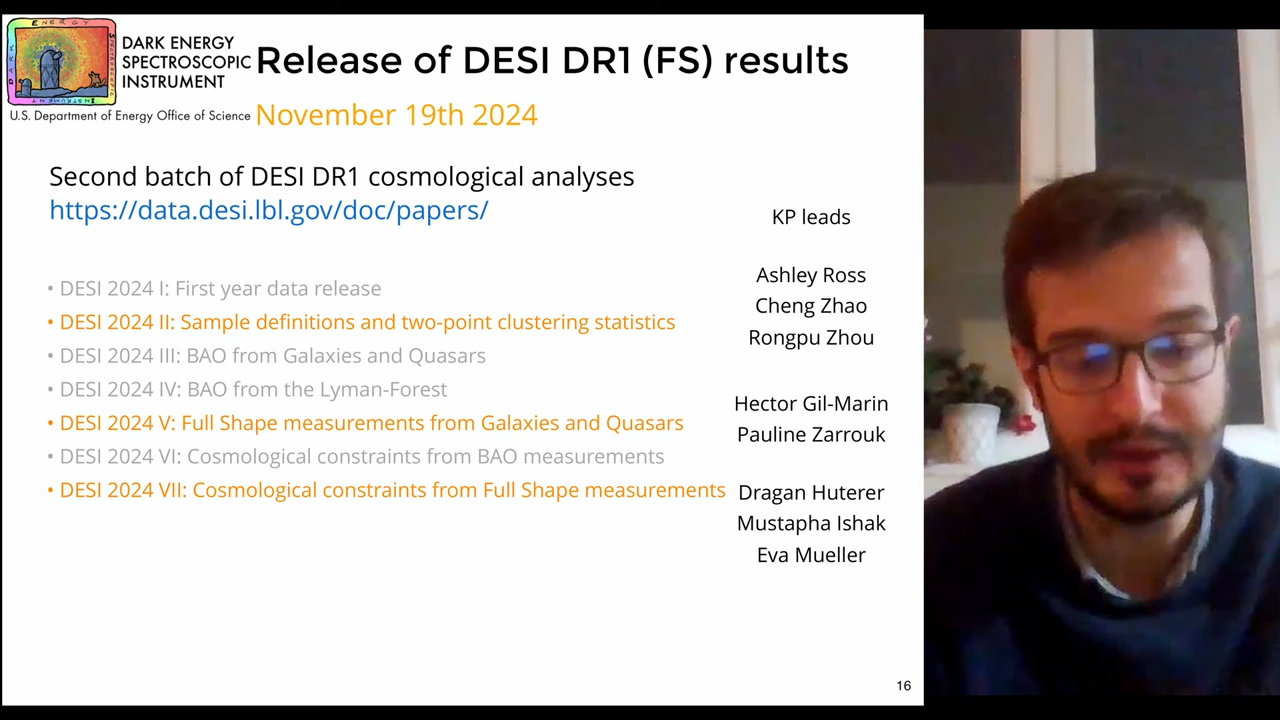 DARK ENERGY
SPECTROSCOPIC
INSTRUMENT
U.S. Department of Energy Office of Science
Release of DESI DR1 (FS) results
November 19th 2024
Second batch of DESI DR1 cosmological analyses
https://data.desi.lbl.gov/doc/papers/
• DESI 2024 I: First year data release
• DESI 2024 II: Sample definitions and two-point clustering statistics
• DESI 2024 III: BAO from Galaxies and Quasars
• DESI 2024 IV: BAO from the Lyman-Forest
• DESI 2024 V: Full Shape measurements from Galaxies and Quasars
• DESI 2024 VI: Cosmological constraints from BAO measurements
• DESI 2024 VII: Cosmological constraints from Full Shape measurements
KP leads
Ashley Ross
Cheng Zhao
Rongpu Zhou
Hector Gil-Marin
Pauline Zarrouk
Dragan Huterer
Mustapha Ishak
Eva Mueller
16